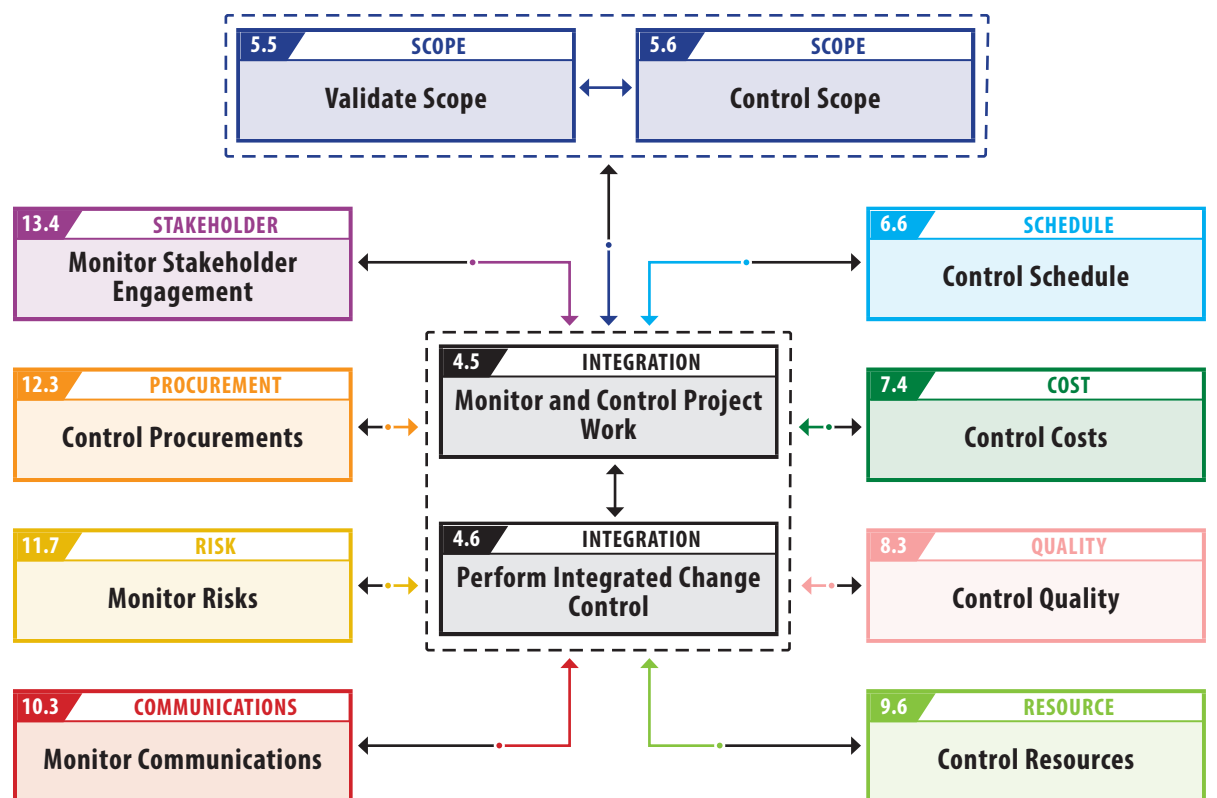 5.5 SCOPE
Validate Scope
5.6 SCOPE
Control Scope
13.4 STAKEHOLDER
Monitor Stakeholder
Engagement
6.6 SCHEDULE
Control Schedule
4.5 INTEGRATION
Monitor and Control Project
Work
12.3 PROCUREMENT
Control Procurements
7.4 COST
Control Costs
4.6 INTEGRATION
Perform Integrated Change
Control
11.7 RISK
Monitor Risks
8.3 QUALITY
Control Quality
10.3 COMMUNICATIONS
Monitor Communications
9.6 RESOURCE
Control Resources